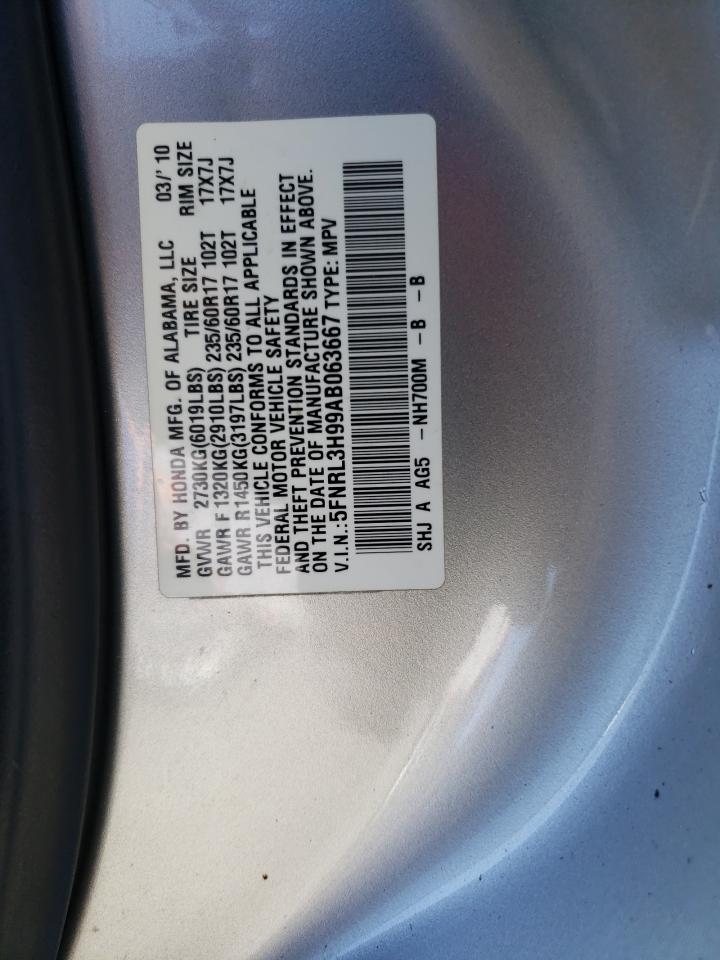 MFD. BY HONDA MFG. OF ALABAMA, LLC 03/' 10
GVWR 2730KG(6019LBS) TIRE SIZE RIM SIZE
GAWR F 1320KG(2910LBS) 235/60R17 102T 17X7J
GAWR R1450KG(3197LBS) 235/60R17 102T 17X7J
THIS VEHICLE CONFORMS TO ALL APPLICABLE
FEDERAL MOTOR VEHICLE SAFETY
AND THEFT PREVENTION STANDARDS IN EFFECT
ON THE DATE OF MANUFACTURE SHOWN ABOVE.
V.I.N.:5FNRL3H99AB063667 TYPE: MPV
SHJ A AG5 -NH700M -B -B